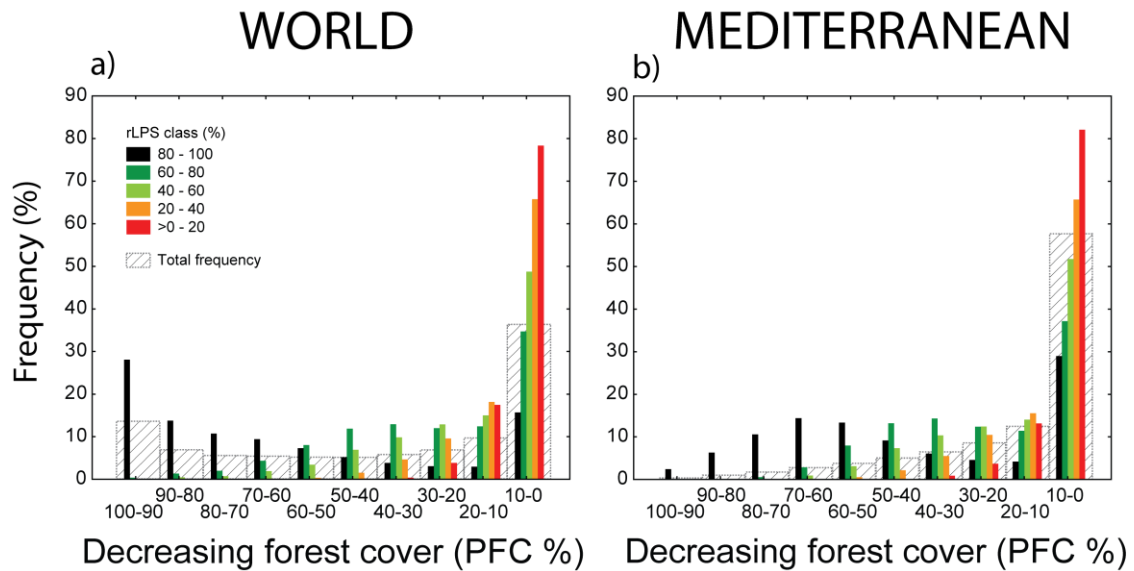 WORLD
MEDITERRANEAN
a)
b)
Frequency (%)
90
80
70
60
50
40
30
20
10
0
rLPS class (%)
80 - 100
60 - 80
40 - 60
20 - 40
>0 - 20
Total frequency
90-80 70-60 50-40 30-20 10-0
100-90 80-70 60-50 40-30 20-10
Decreasing forest cover (PFC %)
90
80
70
60
50
40
30
20
10
0
90-80 70-60 50-40 30-20 10-0
100-90 80-70 60-50 40-30 20-10
Decreasing forest cover (PFC %)